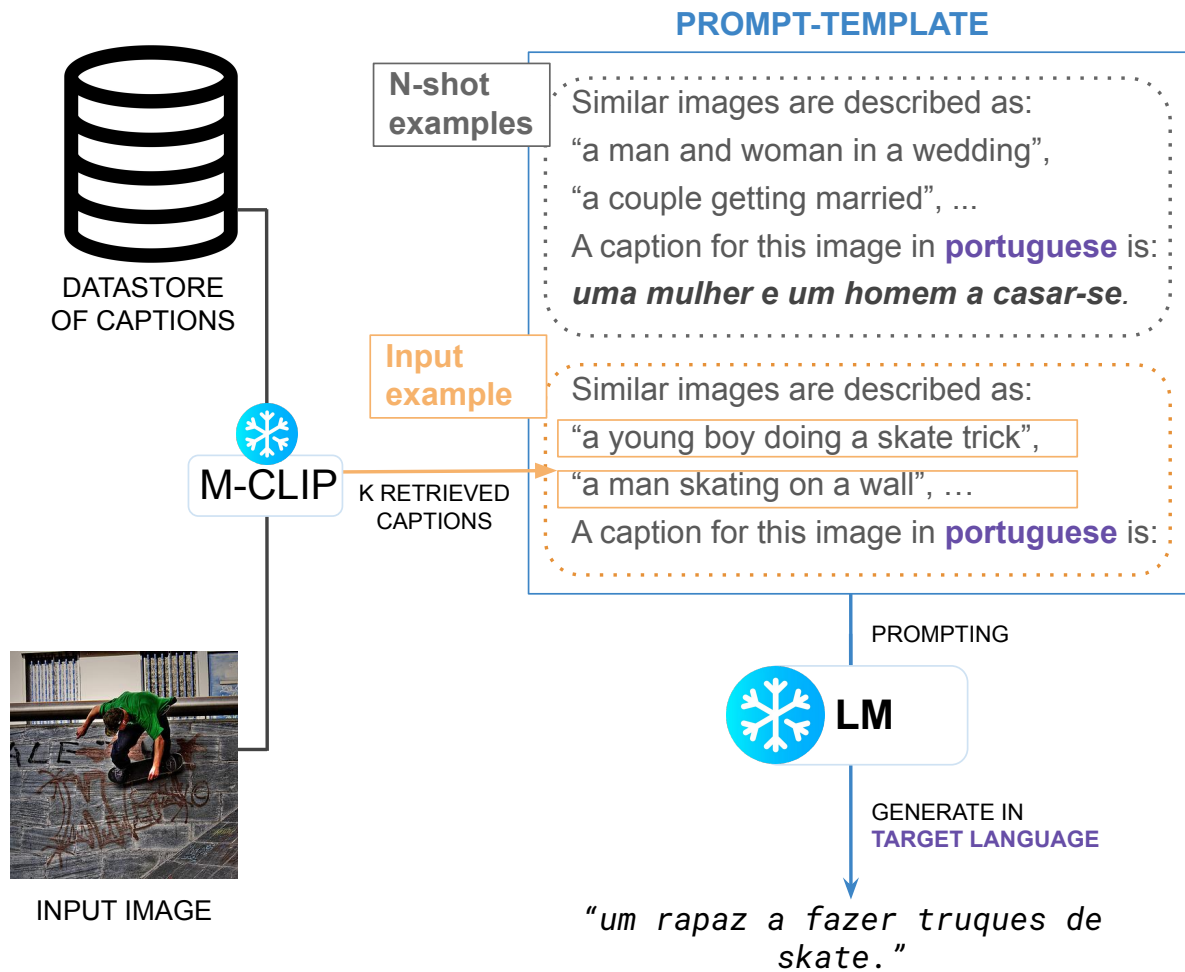 PROMPT-TEMPLATE
N-shot
examples
Similar images are described as:
“a man and woman in a wedding”,
“a couple getting married”, ...
A caption for this image in portuguese is:
uma mulher e um homem a casar-se.
DATASTORE
OF CAPTIONS
Input
example
Similar images are described as:
“a young boy doing a skate trick”,
“a man skating on a wall”, …
A caption for this image in portuguese is:
M-CLIP
K RETRIEVED
CAPTIONS
PROMPTING
LM
GENERATE IN
TARGET LANGUAGE
ALE
INPUT IMAGE
“um rapaz a fazer truques de
skate.”